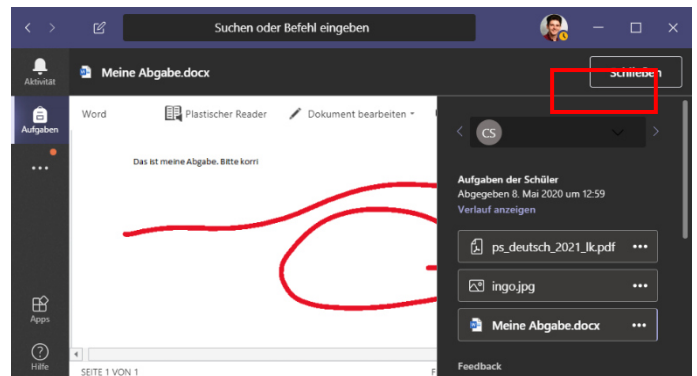 Suchen oder Befehl eingeben
Aktivität
Meine Abgabe.docx
Schließen
Aufgaben
Word
Plastischer Reader
Dokument bearbeiten
CS
Das ist meine Abgabe. Bitte korri
Aufgaben der Schüler
Abgegeben 8. Mai 2020 um 12:59
Verlauf anzeigen
ps_deutsch_2021_lk.pdf
ingo.jpg
Meine Abgabe.docx
Apps
Hilfe
SEITE 1 VON 1
F
Feedback